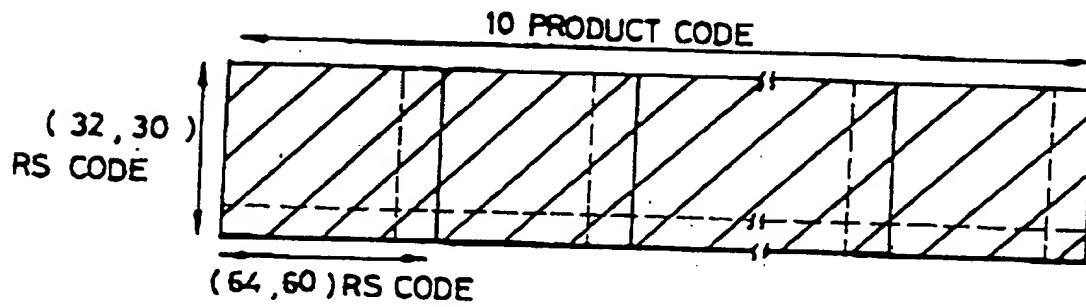 10 PRODUCT CODE
( 32 , 30 )
RS CODE
( 64 , 60 ) RS CODE